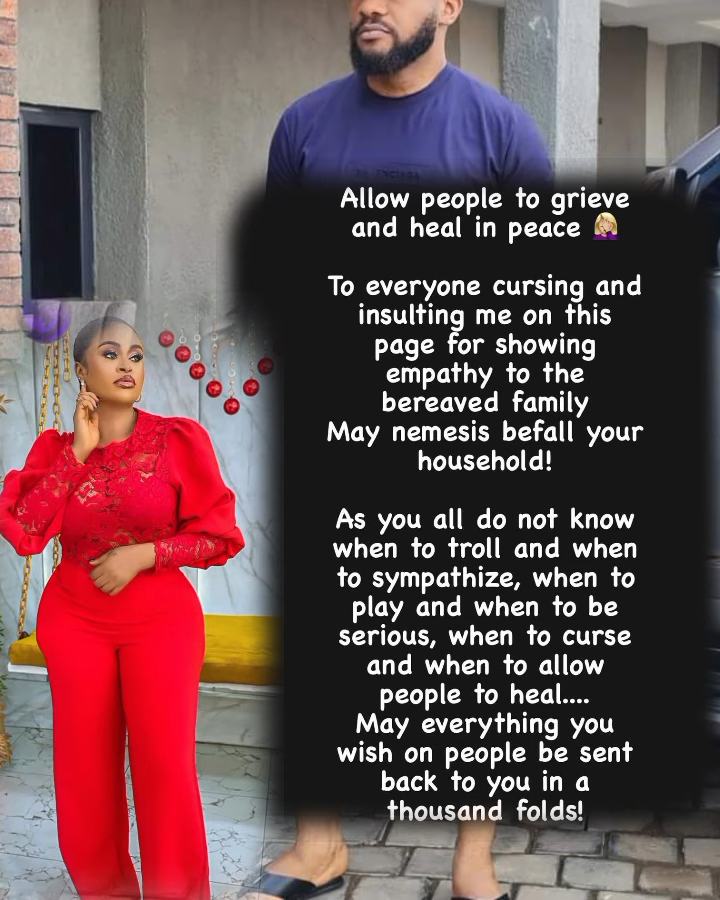 Allow people to grieve
and heal in peace 🤦🏼‍♀️
To everyone cursing and
insulting me on this
page for showing
empathy to the
bereaved family
May nemesis befall your
household!
As you all do not know
when to troll and when
to sympathize, when to
play and when to be
serious, when to curse
and when to allow
people to heal....
May everything you
wish on people be sent
back to you in a
thousand folds!